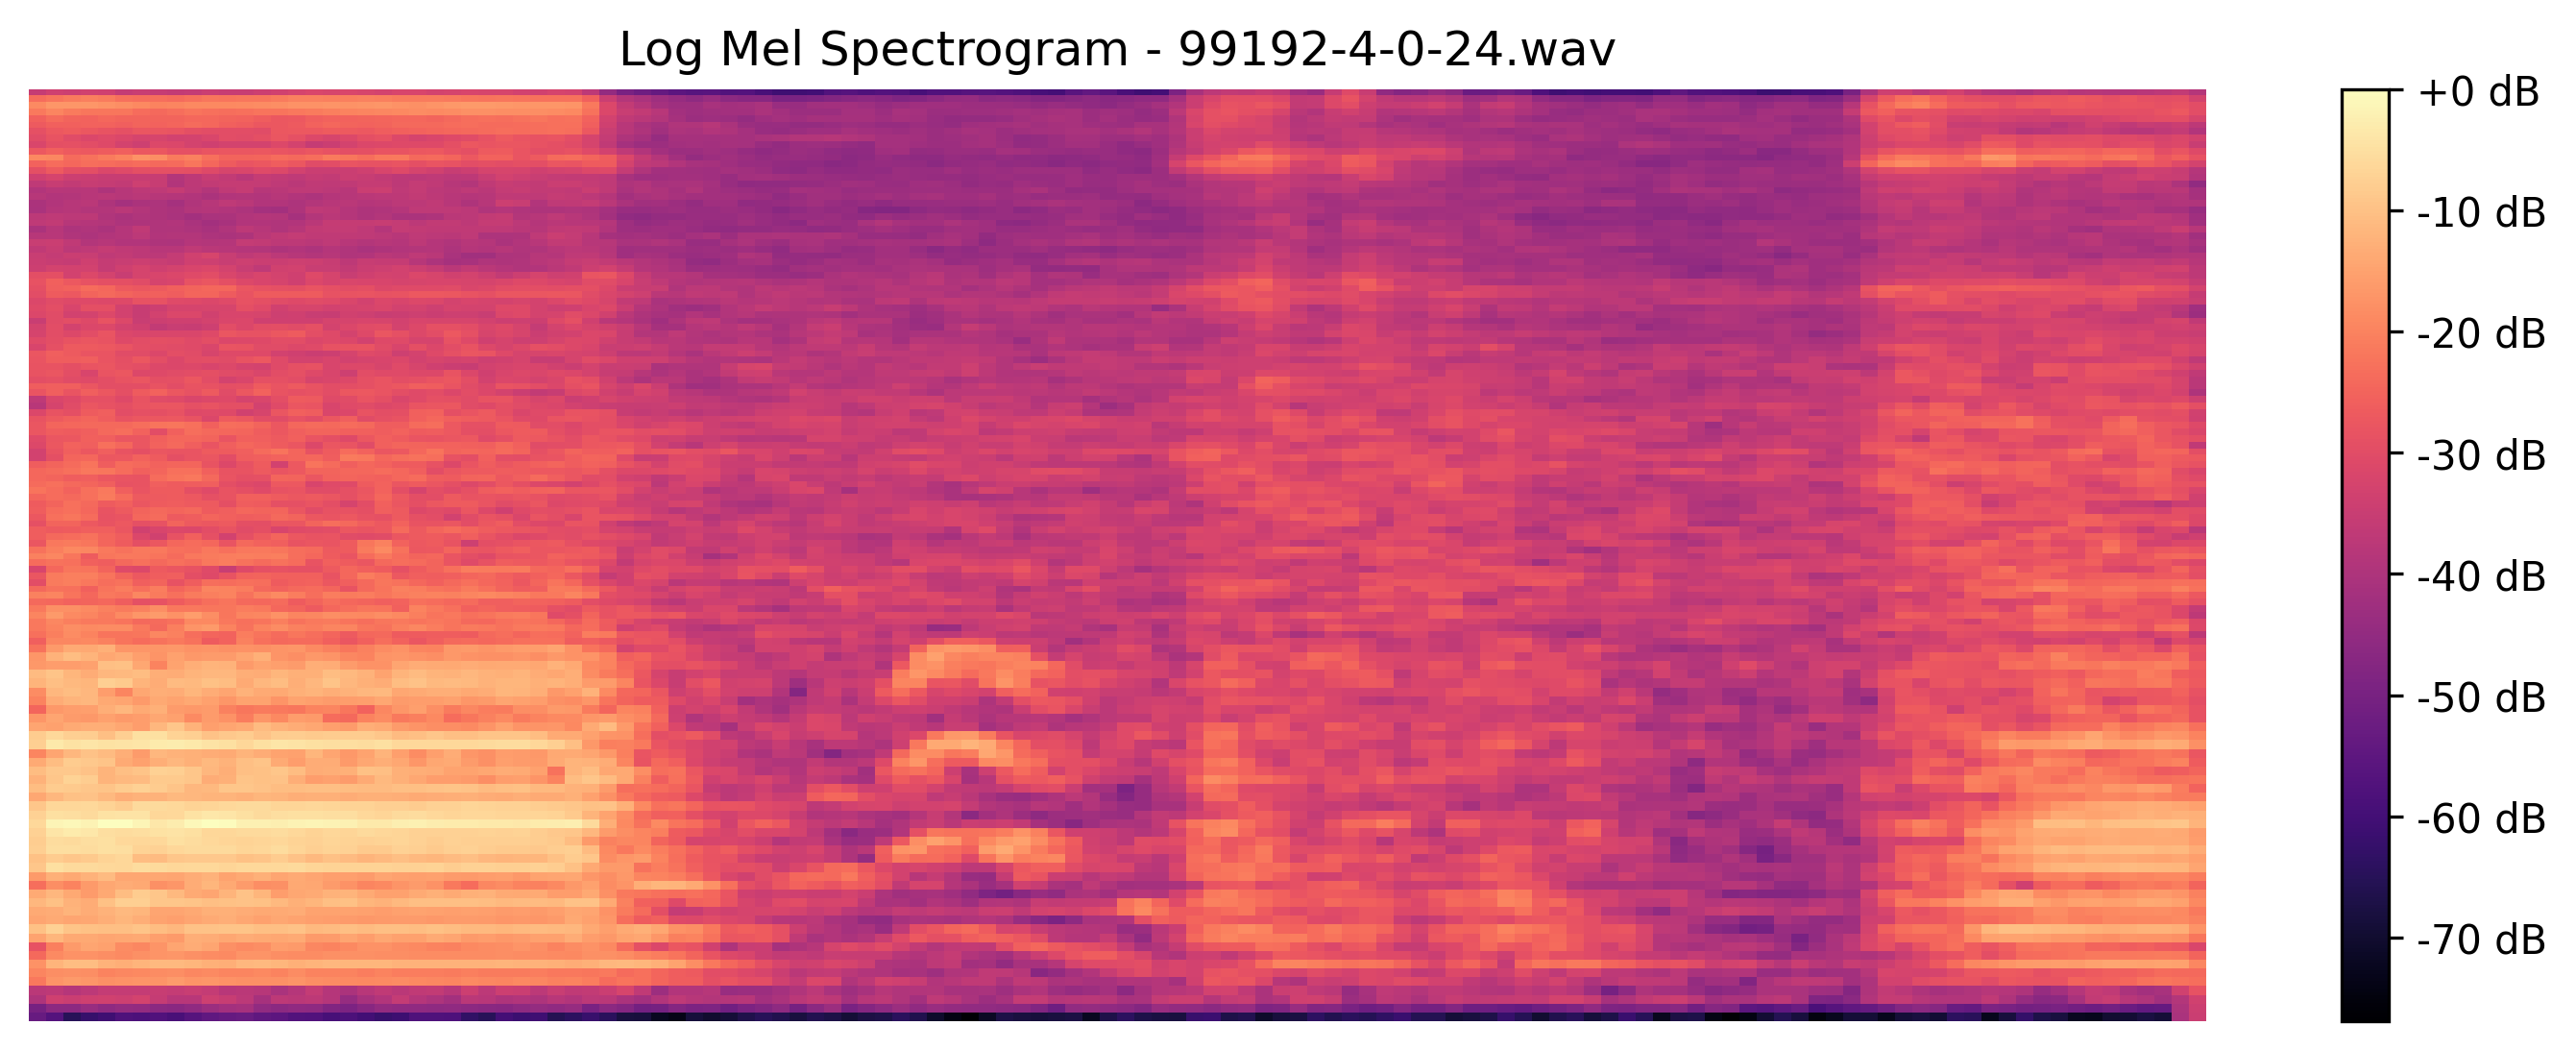 Log Mel Spectrogram - 99192-4-0-24.wav
+0 dB
-10 dB
-20 dB
-30 dB
-40 dB
-50 dB
-60 dB
-70 dB